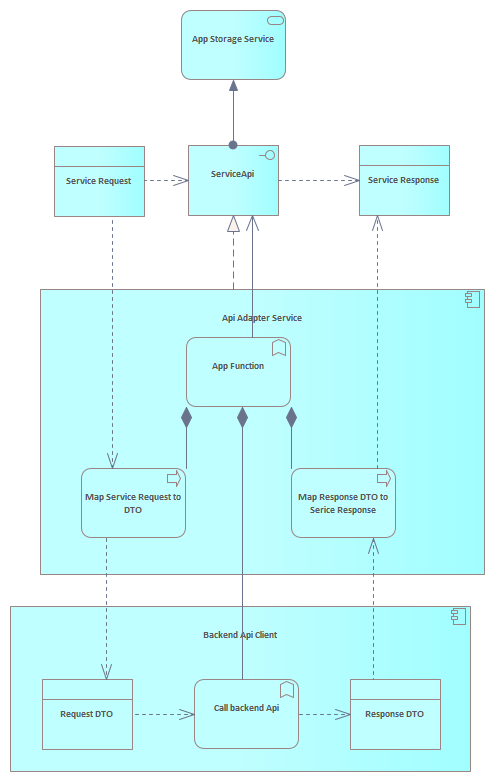 App Storage Service
Service Request
ServiceApi
Service Response
Api Adapter Service
App Function
Map Service Request to
DTO
Map Response DTO to
Serice Response
Backend Api Client
Request DTO
Call backend Api
Response DTO